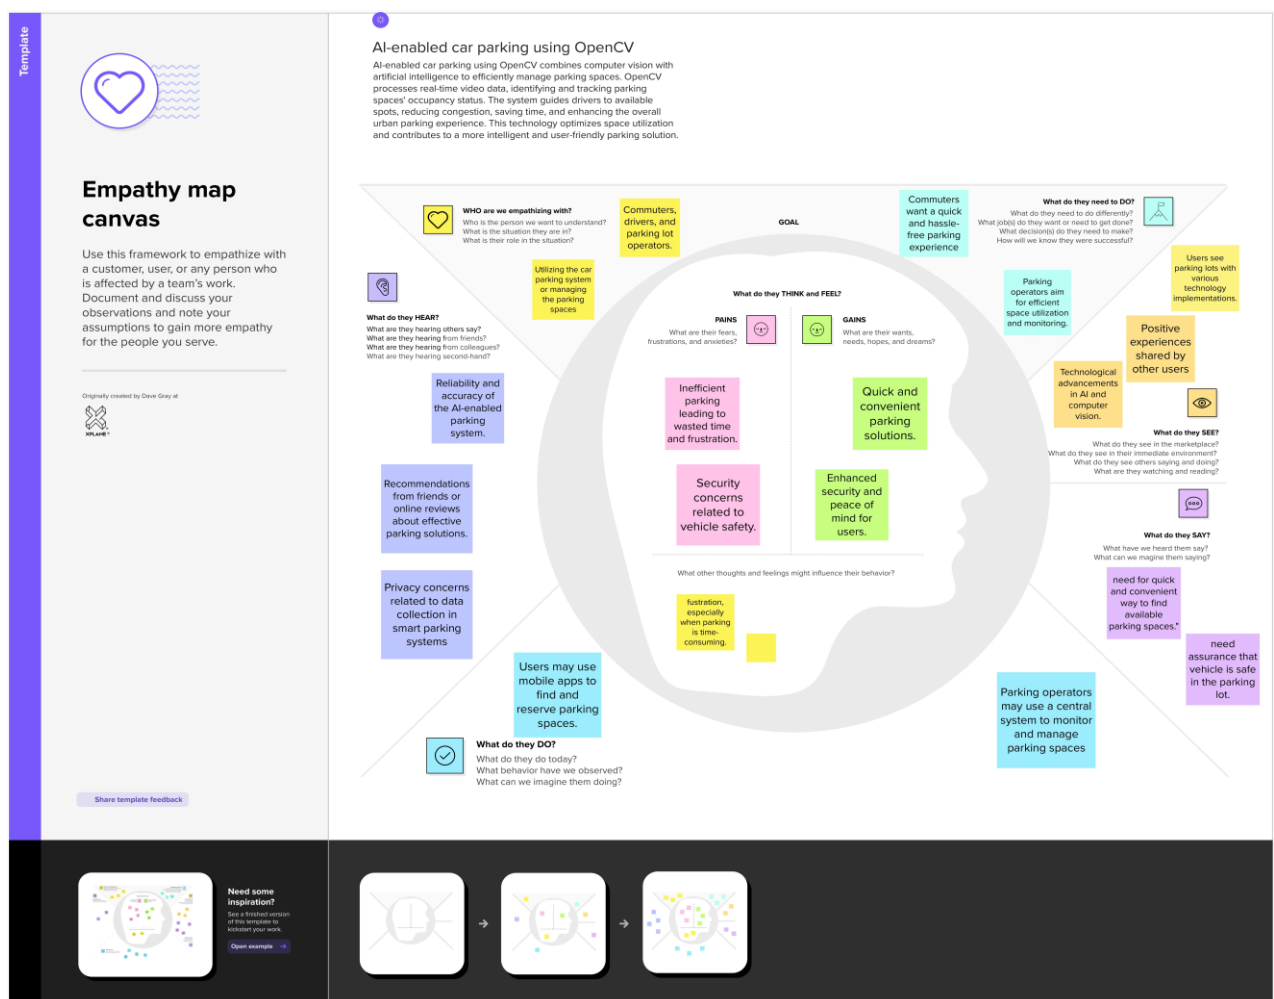 Template
Empathy map
canvas
Use this framework to empathize with
a customer, user, or any person who
is affected by a team's work.
Document and discuss your
observations and note your
assumptions to gain more empathy
for the people you serve.
Originally created by Dave Gray at
XPLANE
Share template feedback
AI-enabled car parking using OpenCV
AI-enabled car parking using OpenCV combines computer vision with
artificial intelligence to efficiently manage parking spaces. OpenCV
processes real-time video data, identifying and tracking parking
spaces' occupancy status. The system guides drivers to available
spots, reducing congestion, saving time, and enhancing the overall
urban parking experience. This technology optimizes space utilization
and contributes to a more intelligent and user-friendly parking solution.
WHO are we empathizing with?
Who is the person we want to understand?
What is the situation they are in?
What is their role in the situation?
Commuters,
drivers, and
parking lot
operators.
Utilizing the car
parking system
or managing
the parking
spaces
GOAL
Commuters
want a quick
and hassle-
free parking
experience
What do they need to DO?
What do they need to do differently?
What job(s) do they want or need to get done?
What decision(s) do they need to make?
How will we know they were successful?
Parking
operators aim
for efficient
space utilization
and monitoring.
Users see
parking lots with
various
technology
implementations.
Positive
experiences
shared by
other users
Technological
advancements
in AI and
computer
vision.
What do they SEE?
What do they see in the marketplace?
What do they see in their immediate environment?
What do they see others saying and doing?
What are they watching and reading?
What do they HEAR?
What are they hearing others say?
What are they hearing from friends?
What are they hearing from colleagues?
What are they hearing second-hand?
Reliability and
accuracy of
the AI-enabled
parking
system.
Recommendations
from friends or
online reviews
about effective
parking solutions.
Privacy concerns
related to data
collection in
smart parking
systems
What do they THINK and FEEL?
PAINS
What are their fears,
frustrations, and anxieties?
GAINS
What are their wants,
needs, hopes, and dreams?
Inefficient
parking
leading to
wasted time
and frustration.
Security
concerns
related to
vehicle safety.
Quick and
convenient
parking
solutions.
Enhanced
security and
peace of
mind for
users.
What other thoughts and feelings might influence their behavior?
fustration,
especially
when parking
is time-
consuming.
What do they SAY?
What have we heard them say?
What can we magine them saying?
need for quick
and convenient
way to find
available
parking spaces."
need
assurance that
vehicle is safe
in the parking
lot.
Users may use
mobile apps to
find and
reserve parking
spaces.
What do they DO?
What do they do today?
What behavior have we observed?
What can we imagine them doing?
Parking operators
may use a central
system to monitor
and manage
parking spaces
Need some
inspiration?
See a finished version
of this template to
kickstart your work.
Open example